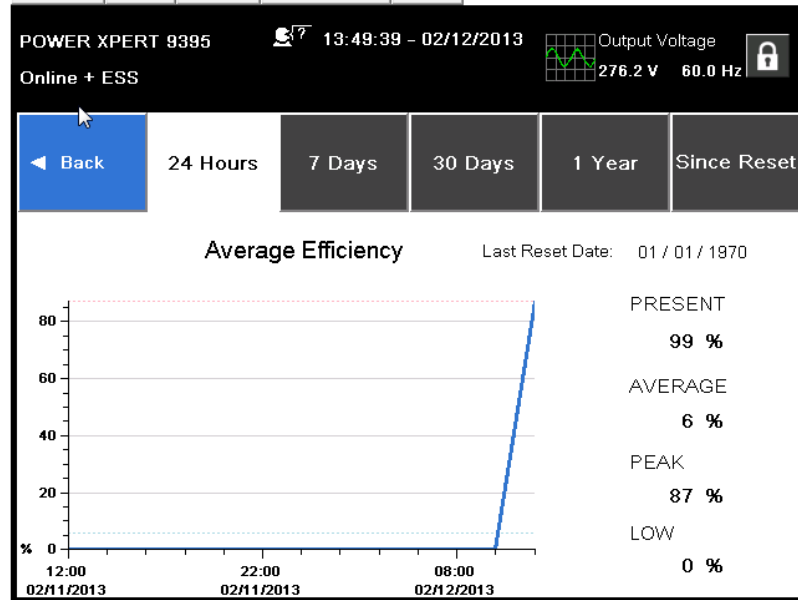 POWER XPERT 9395
? 13:49:39 - 02/12/2013
Output Voltage
Online + ESS
276.2 V 60.0 Hz
◀ Back
24 Hours
7 Days
30 Days
1 Year
Since Reset
Average Efficiency
Last Reset Date: 01 / 01 / 1970
80
60
40
20
% 0
12:00
02/11/2013
22:00
02/11/2013
08:00
02/12/2013
PRESENT
99 %
AVERAGE
6 %
PEAK
87 %
LOW
0 %